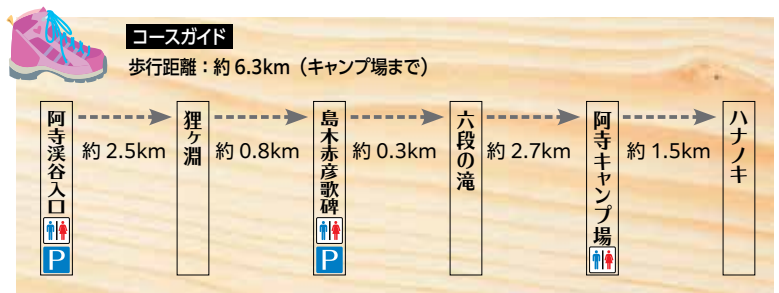 コースガイド
歩行距離：約6.3km（キャンプ場まで）
阿寺渓谷入口
P
約2.5km
狸ヶ淵
約0.8km
島木赤彦歌碑
P
約0.3km
六段の滝
約2.7km
阿寺キャンプ場
約1.5km
ハナノキ